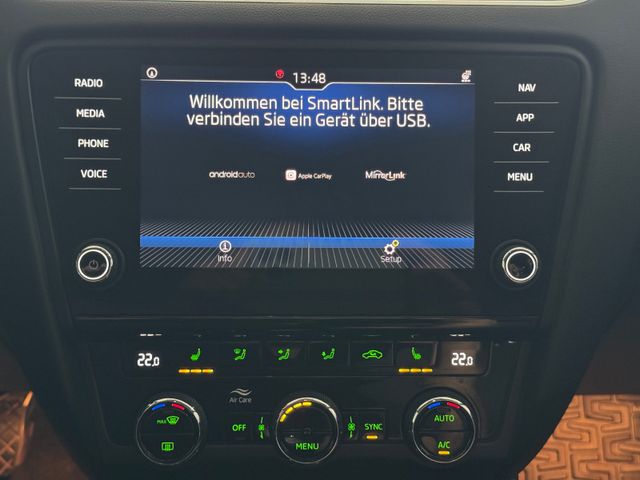 RADIO
MEDIA
PHONE
VOICE
13:48
Willkommen bei SmartLink. Bitte
verbinden Sie ein Gerät über USB.
androidauto
Apple CarPlay
MirrorLink
Info
Setup
NAV
APP
CAR
MENU
22.0
22.0
Air Care
MAX
OFF
MENU
SYNC
AUTO
A/C